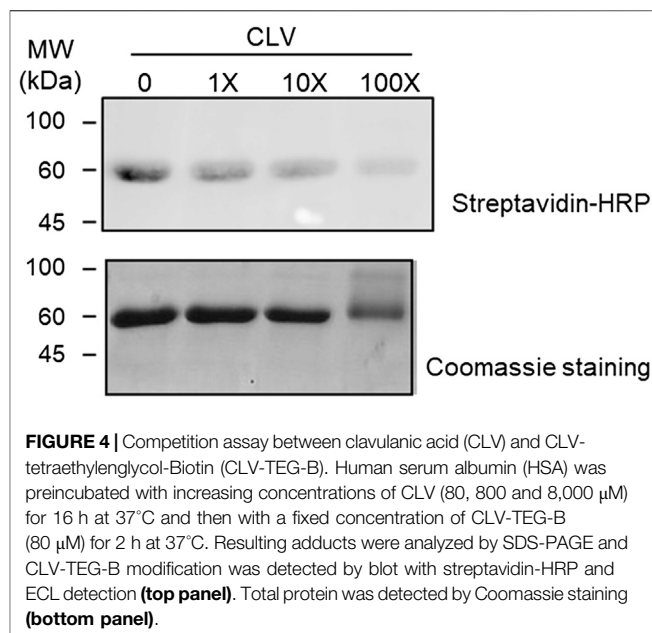 CLV
MW
(kDa)
0 1X 10X 100X
100
60
45
Streptavidin-HRP
100
60
45
Coomassie staining
FIGURE 4 | Competition assay between clavulanic acid (CLV) and CLV-
tetraethylenglycol-Biotin (CLV-TEG-B). Human serum albumin (HSA) was
preincubated with increasing concentrations of CLV (80, 800 and 8,000 μM)
for 16 h at 37°C and then with a fixed concentration of CLV-TEG-B
(80 μM) for 2 h at 37°C. Resulting adducts were analyzed by SDS-PAGE and
CLV-TEG-B modification was detected by blot with streptavidin-HRP and
ECL detection (top panel). Total protein was detected by Coomassie staining
(bottom panel).